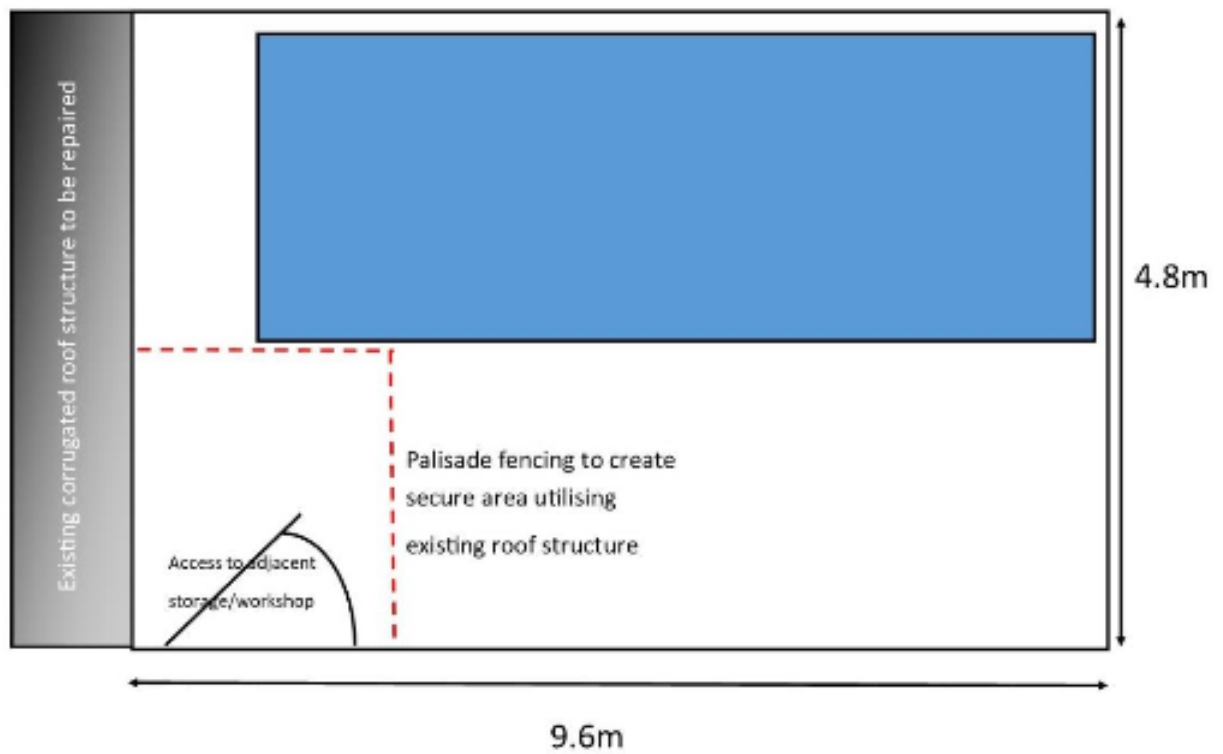 Existing corrugated roof structure to be repaired
4.8m
Palisade fencing to create
secure area utilising
existing roof structure
Access to adjacent
storage/workshop
9.6m